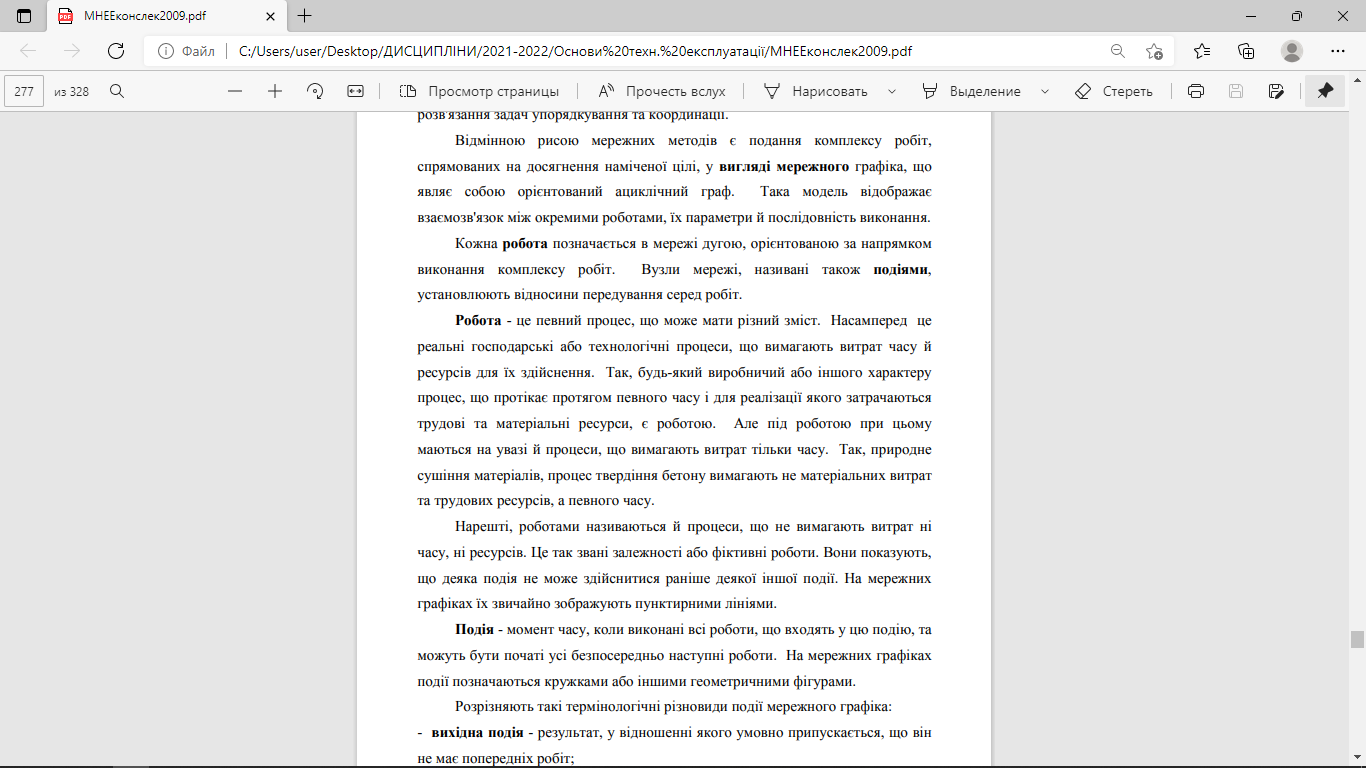 МНЕЕконслек2009.pdf
Файл C:/Users/user/Desktop/ДИСЦИПЛІНИ/2021-2022/Основи%20техн.%20експлуатації/МНЕЕконслек2009.pdf
277 из 328 Просмотр страницы Прочесть вслух Нарисовать Выделение Стереть
розв'язання задач упорядкування та координації.
Відмінною рисою мережних методів є подання комплексу робіт,
спрямованих на досягнення наміченої цілі, у вигляді мережного графіка, що
являє собою орієнтований ациклічний граф. Така модель відображає
взаємозв'язок між окремими роботами, їх параметри й послідовність виконання.
Кожна робота позначається в мережі дугою, орієнтованою за напрямком
виконання комплексу робіт. Вузли мережі, називані також подіями,
установлюють відносини передування серед робіт.
Робота - це певний процес, що може мати різний зміст. Насамперед це
реальні господарські або технологічні процеси, що вимагають витрат часу й
ресурсів для їх здійснення. Так, будь-який виробничий або іншого характеру
процес, що протікає протягом певного часу і для реалізації якого затрачаються
трудові та матеріальні ресурси, є роботою. Але під роботою при цьому
маються на увазі й процеси, що вимагають витрат тільки часу. Так, природне
сушіння матеріалів, процес твердіння бетону вимагають не матеріальних витрат
та трудових ресурсів, а певного часу.
Нарешті, роботами називаються й процеси, що не вимагають витрат ні
часу, ні ресурсів. Це так звані залежності або фіктивні роботи. Вони показують,
що деяка подія не може здійснитися раніше деякої іншої події. На мережних
графіках їх звичайно зображують пунктирними лініями.
Подія - момент часу, коли виконані всі роботи, що входять у цю подію, та
можуть бути початі усі безпосередньо наступні роботи. На мережних графіках
події позначаються кружками або іншими геометричними фігурами.
Розрізняють такі термінологічні різновиди події мережного графіка:
- вихідна подія - результат, у відношенні якого умовно припускається, що він
не має попередніх робіт;